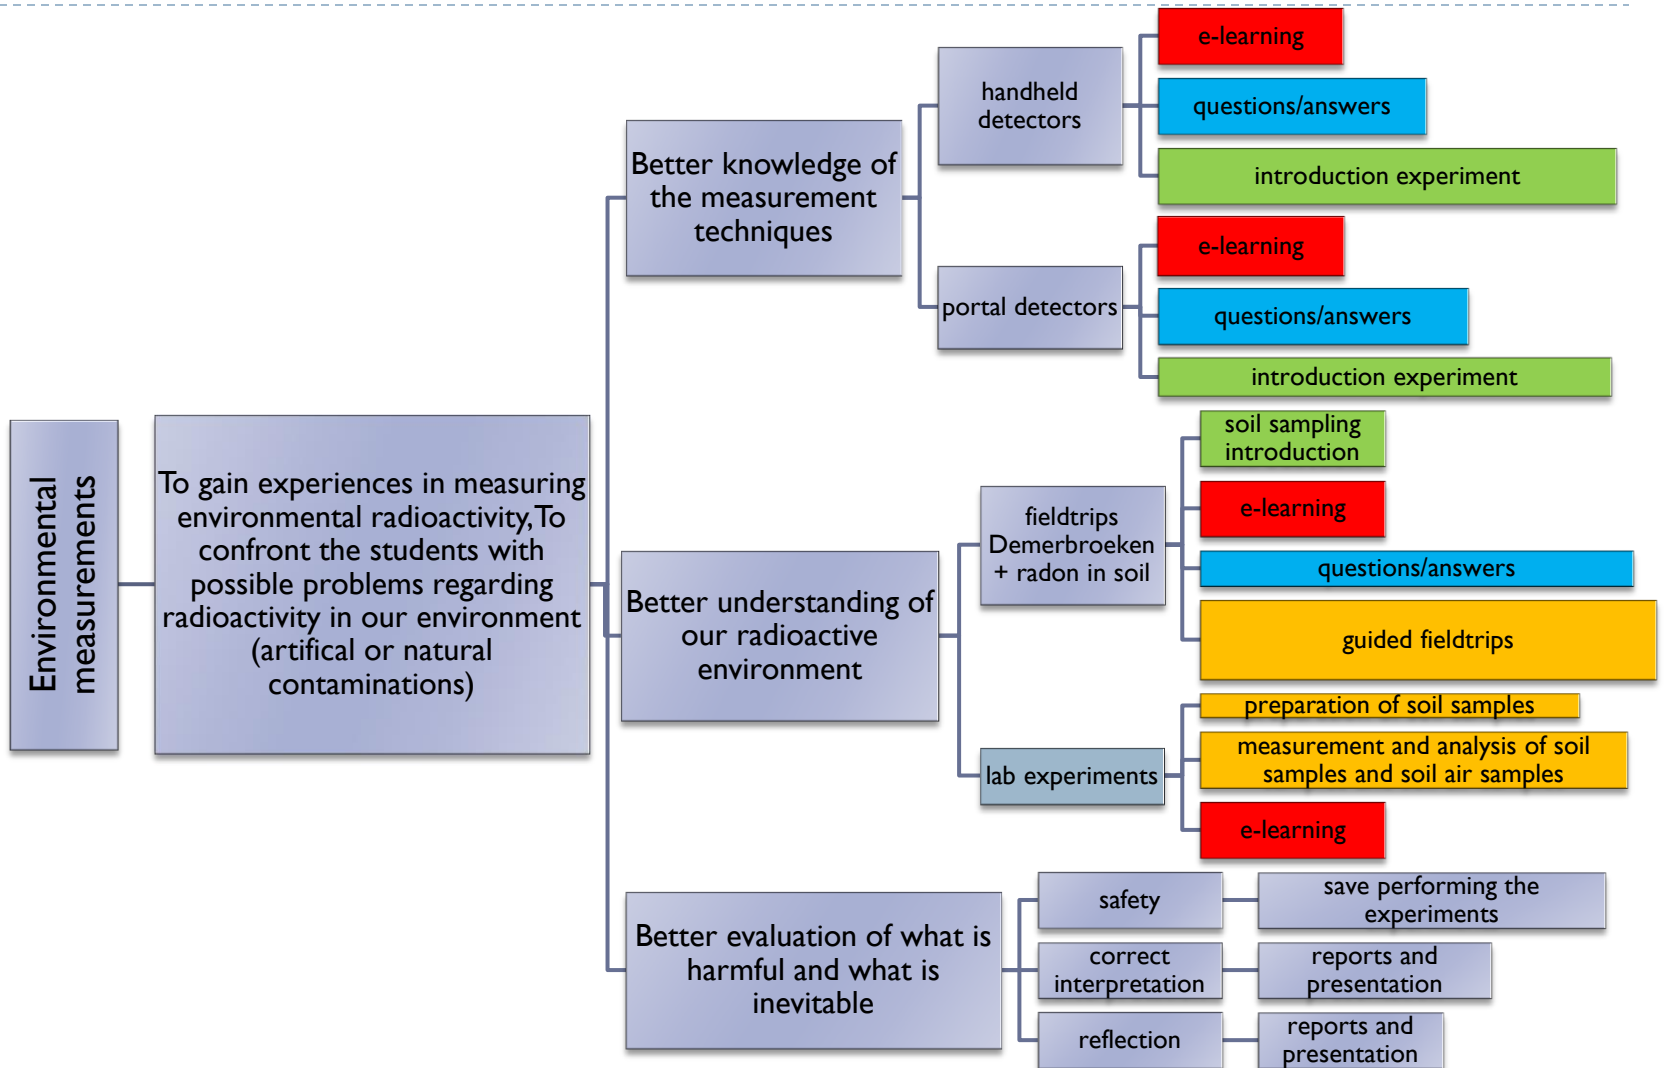 Environmental
measurements
To gain experiences in measuring
environmental radioactivity,To
confront the students with
possible problems regarding
radioactivity in our environment
(artifical or natural
contaminations)
Better knowledge of
the measurement
techniques
handheld
detectors
e-learning
questions/answers
introduction experiment
portal detectors
e-learning
questions/answers
introduction experiment
Better understanding of
our radioactive
environment
fieldtrips
Demerbroeken
+ radon in soil
soil sampling
introduction
e-learning
questions/answers
guided fieldtrips
lab experiments
preparation of soil samples
measurement and analysis of soil
samples and soil air samples
e-learning
Better evaluation of what is
harmful and what is
inevitable
safety
save performing the
experiments
correct
interpretation
reports and
presentation
reflection
reports and
presentation